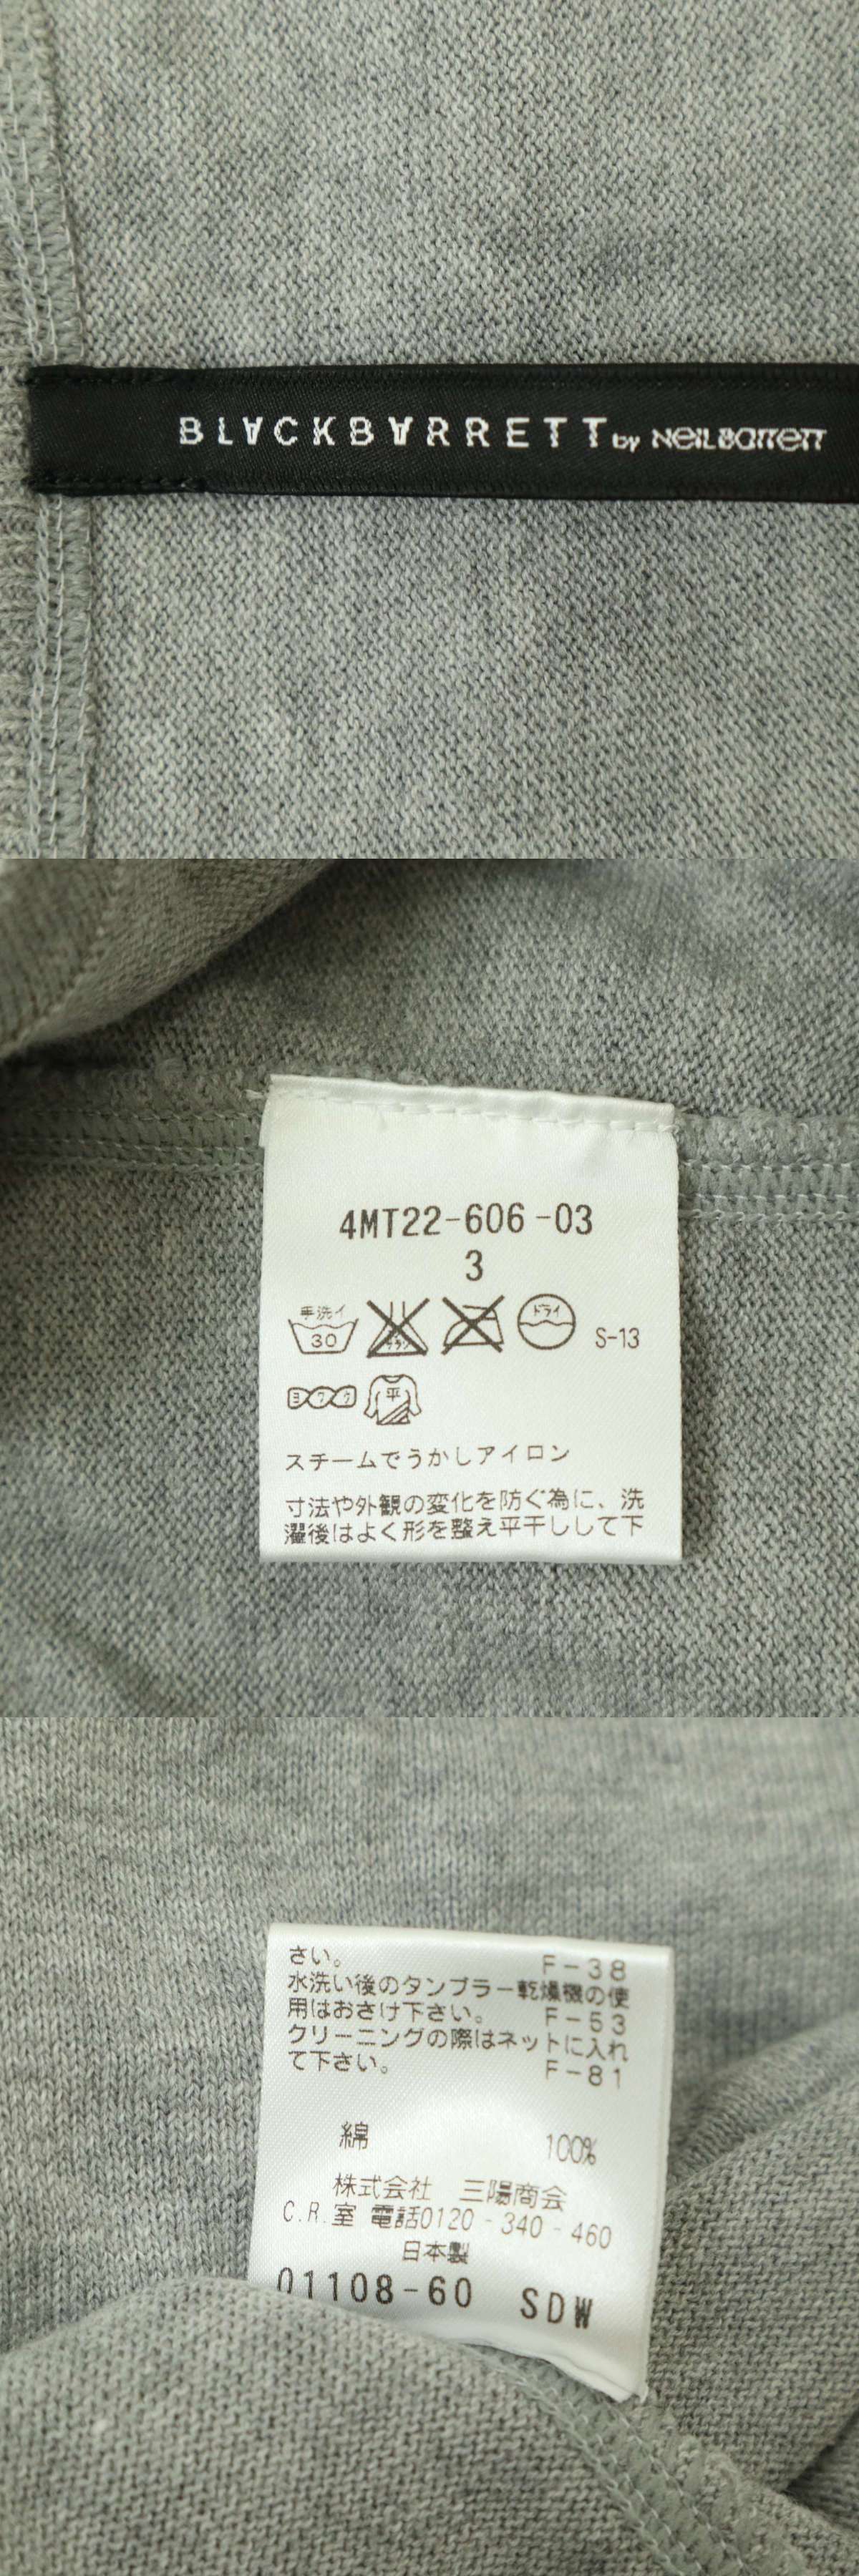 BLACKBARRETT by NEILBARRETT
4MT22-606-03
3
手洗イ
30
ドライ
S-13
ヨワク
平
スチームでうかしアイロン
寸法や外観の変化を防ぐ為に、洗
濯後はよく形を整え平干しして下
さい。 F-38
水洗い後のタンブラー乾燥機の使
用はおさけ下さい。 F-53
クリーニングの際はネットに入れ
て下さい。 F-81
綿 100%
株式会社 三陽商会
C.R.室 電話0120-340-460
日本製
01108-60 SDW